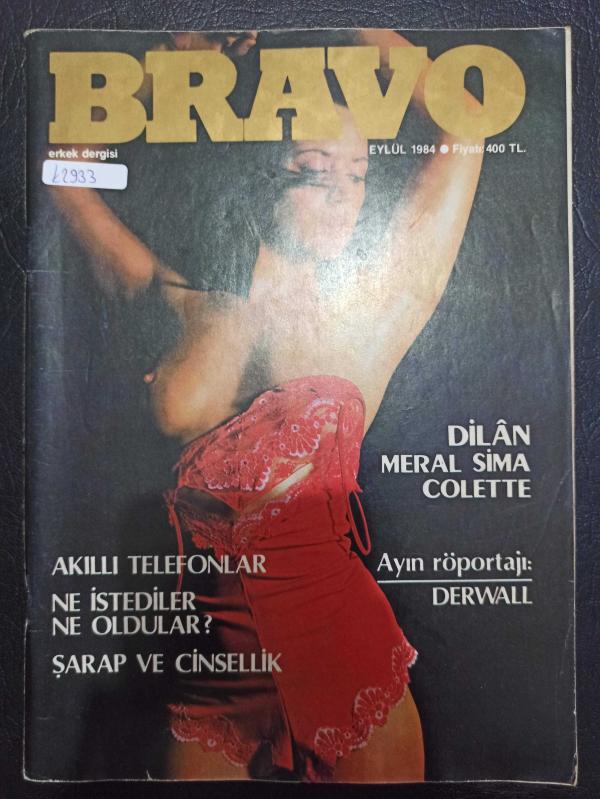 BRAVO
erkek dergisi
EYLÜL 1984 ● Fiyatı: 400 TL.
k2933
DİLÂN
MERAL SİMA
COLETTE
AKILLI TELEFONLAR
Ayın röportajı:
NE İSTEDİLER
DERWALL
NE OLDULAR?
ŞARAP VE CİNSELLİK